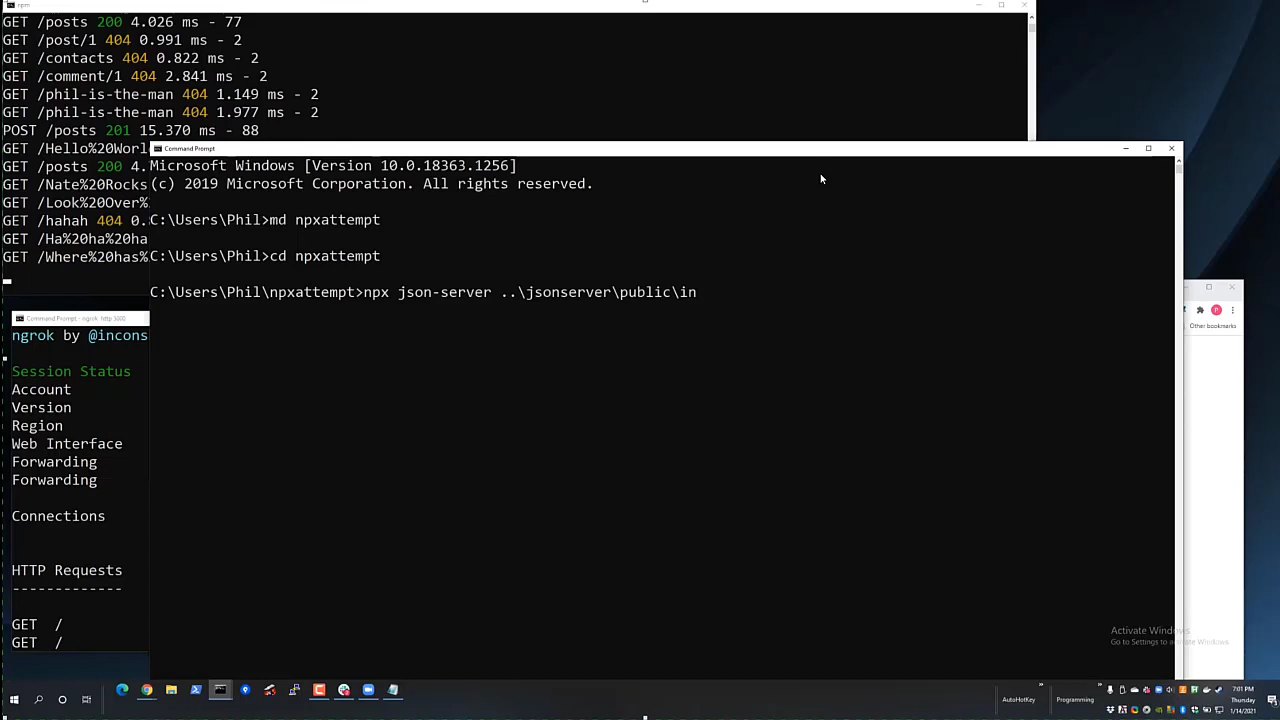 npm
GET /posts 200 4.026 ms - 77
GET /post/1 404 0.991 ms - 2
GET /contacts 404 0.822 ms - 2
GET /comment/1 404 2.841 ms - 2
GET /phil-is-the-man 404 1.149 ms - 2
GET /phil-is-the-man 404 1.977 ms - 2
POST /posts 201 15.370 ms - 88
GET /Hello%20Worl
GET /posts 200 4.
GET /Nate%20Rocks
GET /Look%20Over%
GET /hahah 404 0.
GET /Ha%20ha%20ha
GET /Where%20has%
Command Prompt
Microsoft Windows [Version 10.0.18363.1256]
(c) 2019 Microsoft Corporation. All rights reserved.
C:\Users\Phil>md npxattempt
C:\Users\Phil>cd npxattempt
C:\Users\Phil\npxattempt>npx json-server ..\jsonserver\public\in
Command Prompt - ngrok http 3000
ngrok by @incons
Session Status
Account
Version
Region
Web Interface
Forwarding
Forwarding
Connections
HTTP Requests
-------------
GET /
GET /
P
Other bookmarks
Activate Windows
Go to Settings to activate Windows.
AutoHotKey
Programming
7:01 PM
Thursday
1/14/2021